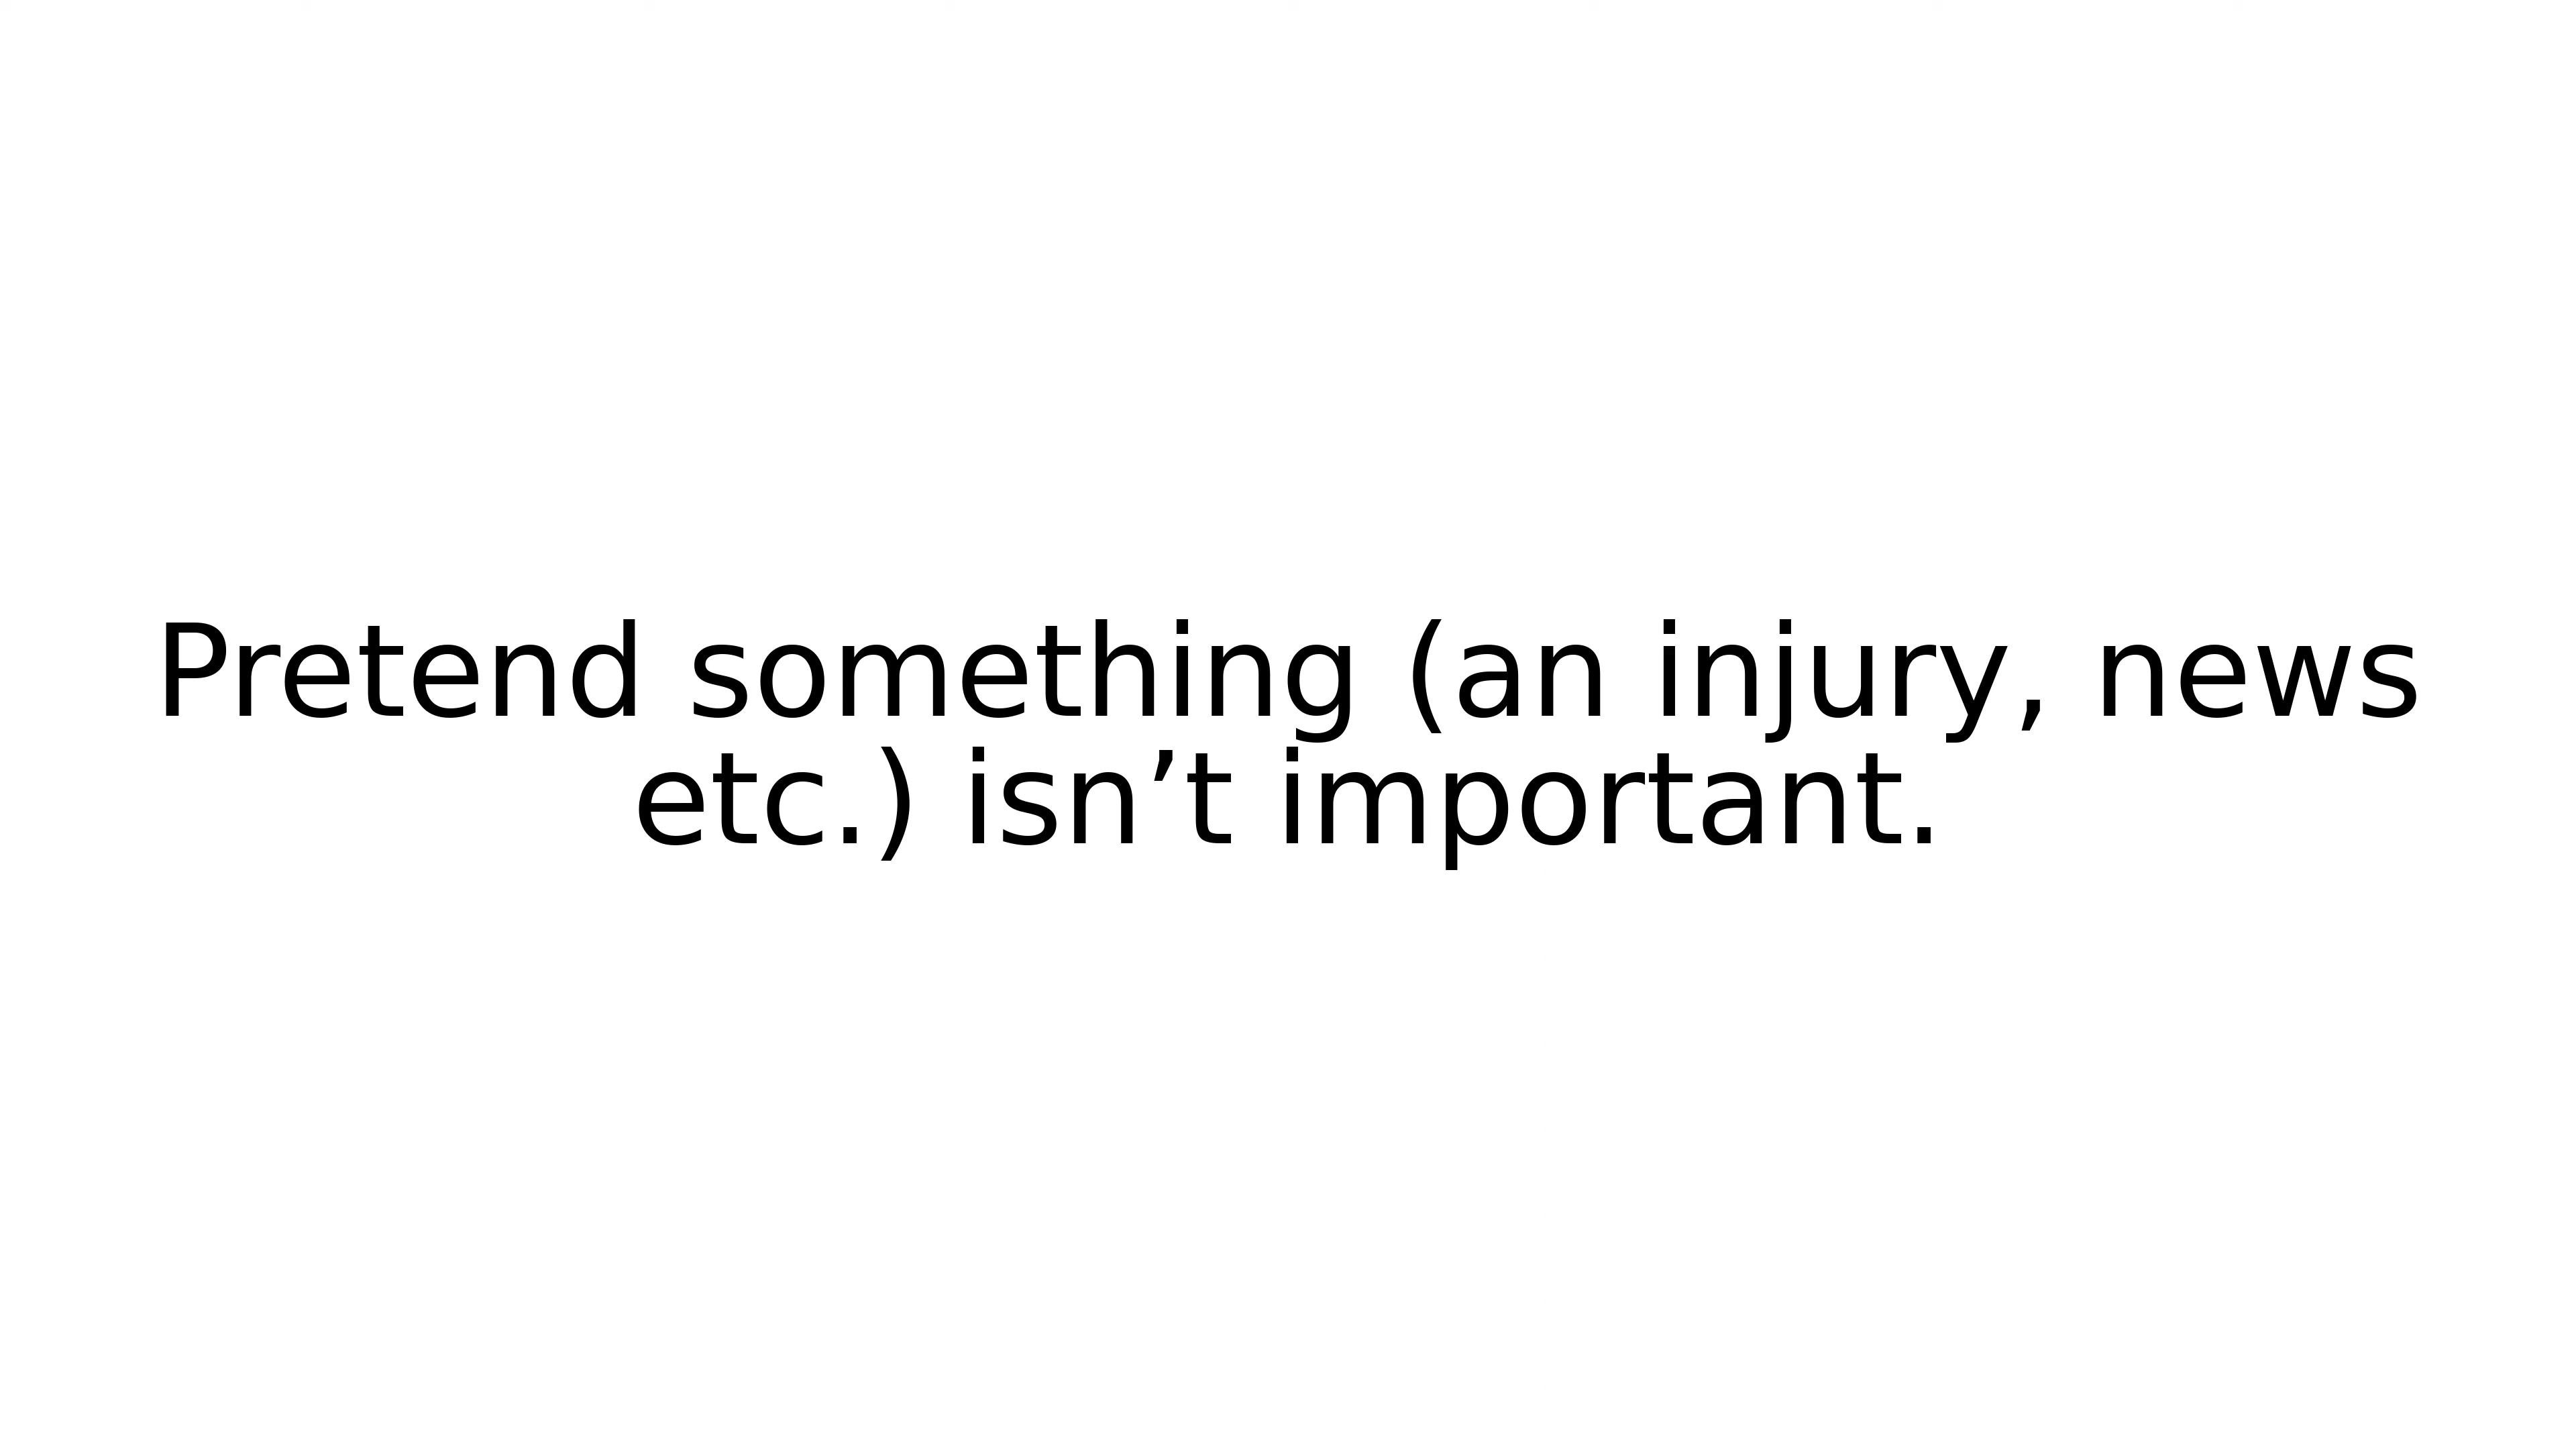 Pretend something (an injury, news
etc.) isn’t important.